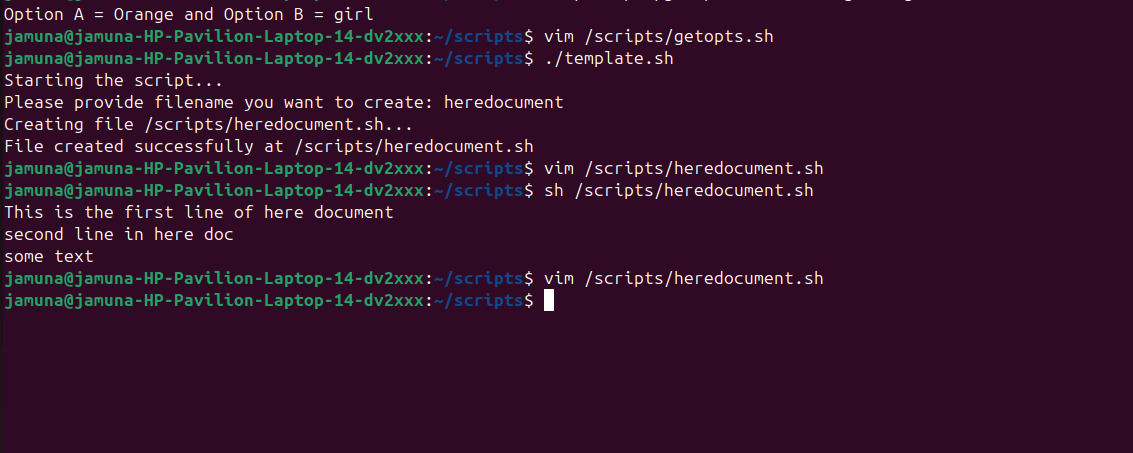 Option A = Orange and Option B = girl
jamuna@jamuna-HP-Pavilion-Laptop-14-dv2xxx:~/scripts$ vim /scripts/getopts.sh
jamuna@jamuna-HP-Pavilion-Laptop-14-dv2xxx:~/scripts$ ./template.sh
Starting the script...
Please provide filename you want to create: heredocument
Creating file /scripts/heredocument.sh...
File created successfully at /scripts/heredocument.sh
jamuna@jamuna-HP-Pavilion-Laptop-14-dv2xxx:~/scripts$ vim /scripts/heredocument.sh
jamuna@jamuna-HP-Pavilion-Laptop-14-dv2xxx:~/scripts$ sh /scripts/heredocument.sh
This is the first line of here document
second line in here doc
some text
jamuna@jamuna-HP-Pavilion-Laptop-14-dv2xxx:~/scripts$ vim /scripts/heredocument.sh
jamuna@jamuna-HP-Pavilion-Laptop-14-dv2xxx:~/scripts$